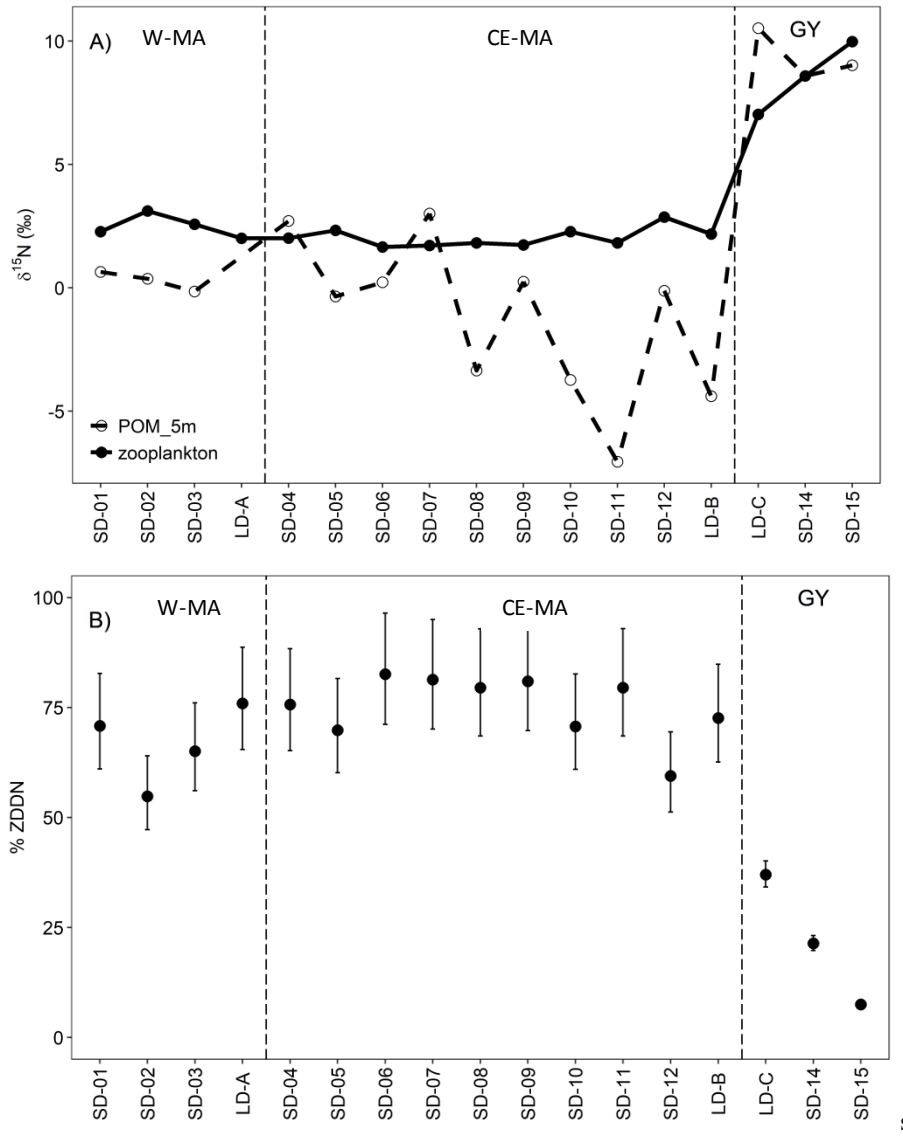 A)
W-MA
CE-MA
GY
10
5
0
-5
δ¹⁵N (‰)
POM_5m
zooplankton
SD-01
SD-02
SD-03
LD-A
SD-04
SD-05
SD-06
SD-07
SD-08
SD-09
SD-10
SD-11
SD-12
LD-B
LD-C
SD-14
SD-15
B)
W-MA
CE-MA
GY
100
75
50
25
0
% ZDDN
SD-01
SD-02
SD-03
LD-A
SD-04
SD-05
SD-06
SD-07
SD-08
SD-09
SD-10
SD-11
SD-12
LD-B
LD-C
SD-14
SD-15